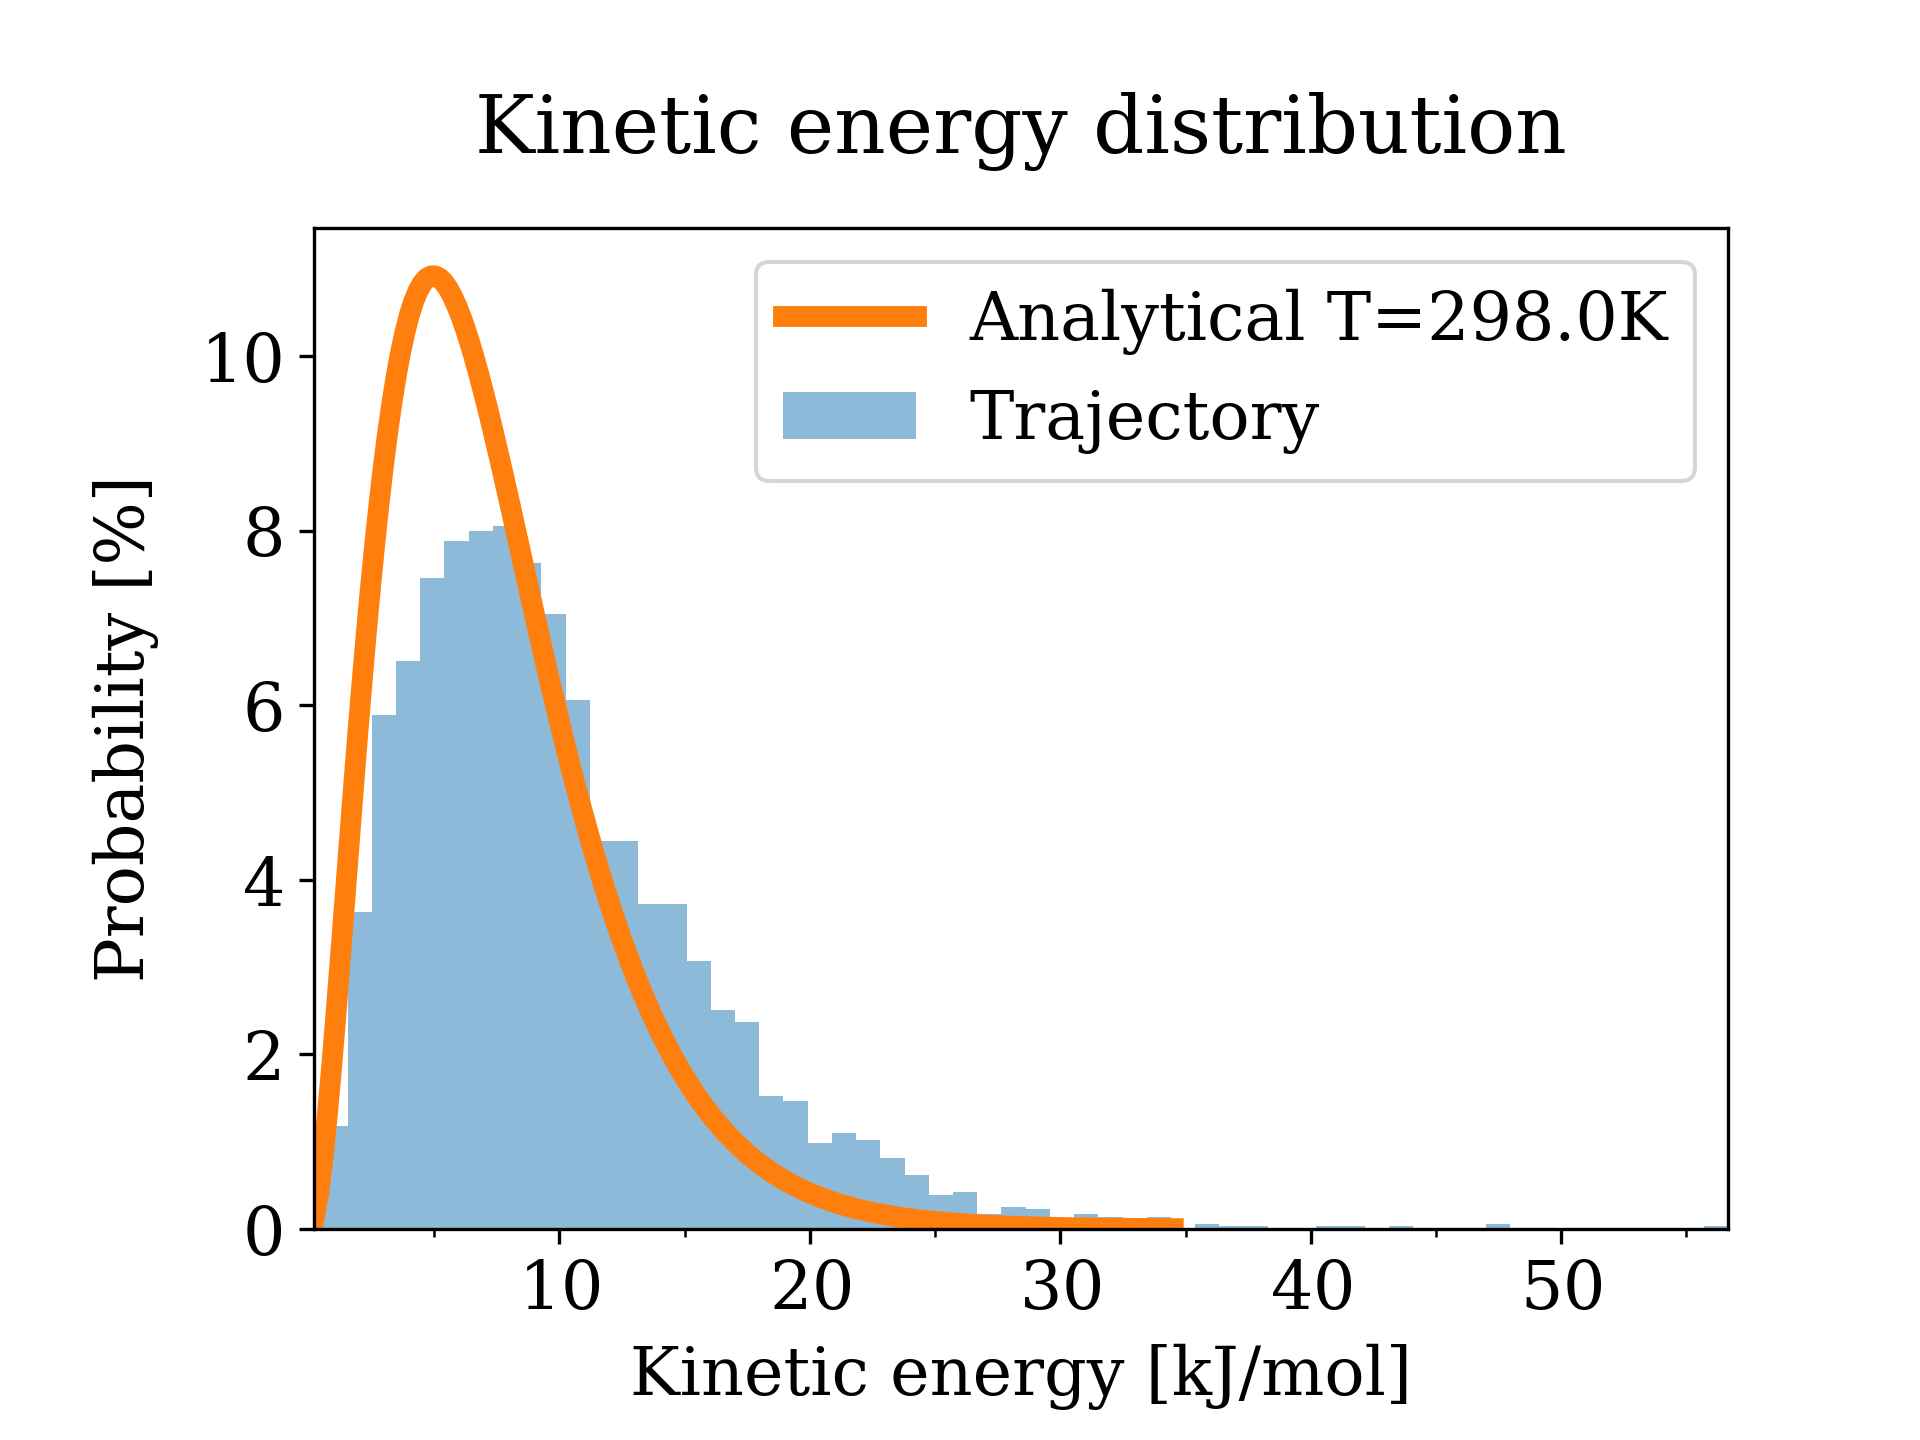 Kinetic energy distribution
Analytical T=298.0K
Trajectory
Probability [%]
10
8
6
4
2
0
10 20 30 40 50
Kinetic energy [kJ/mol]